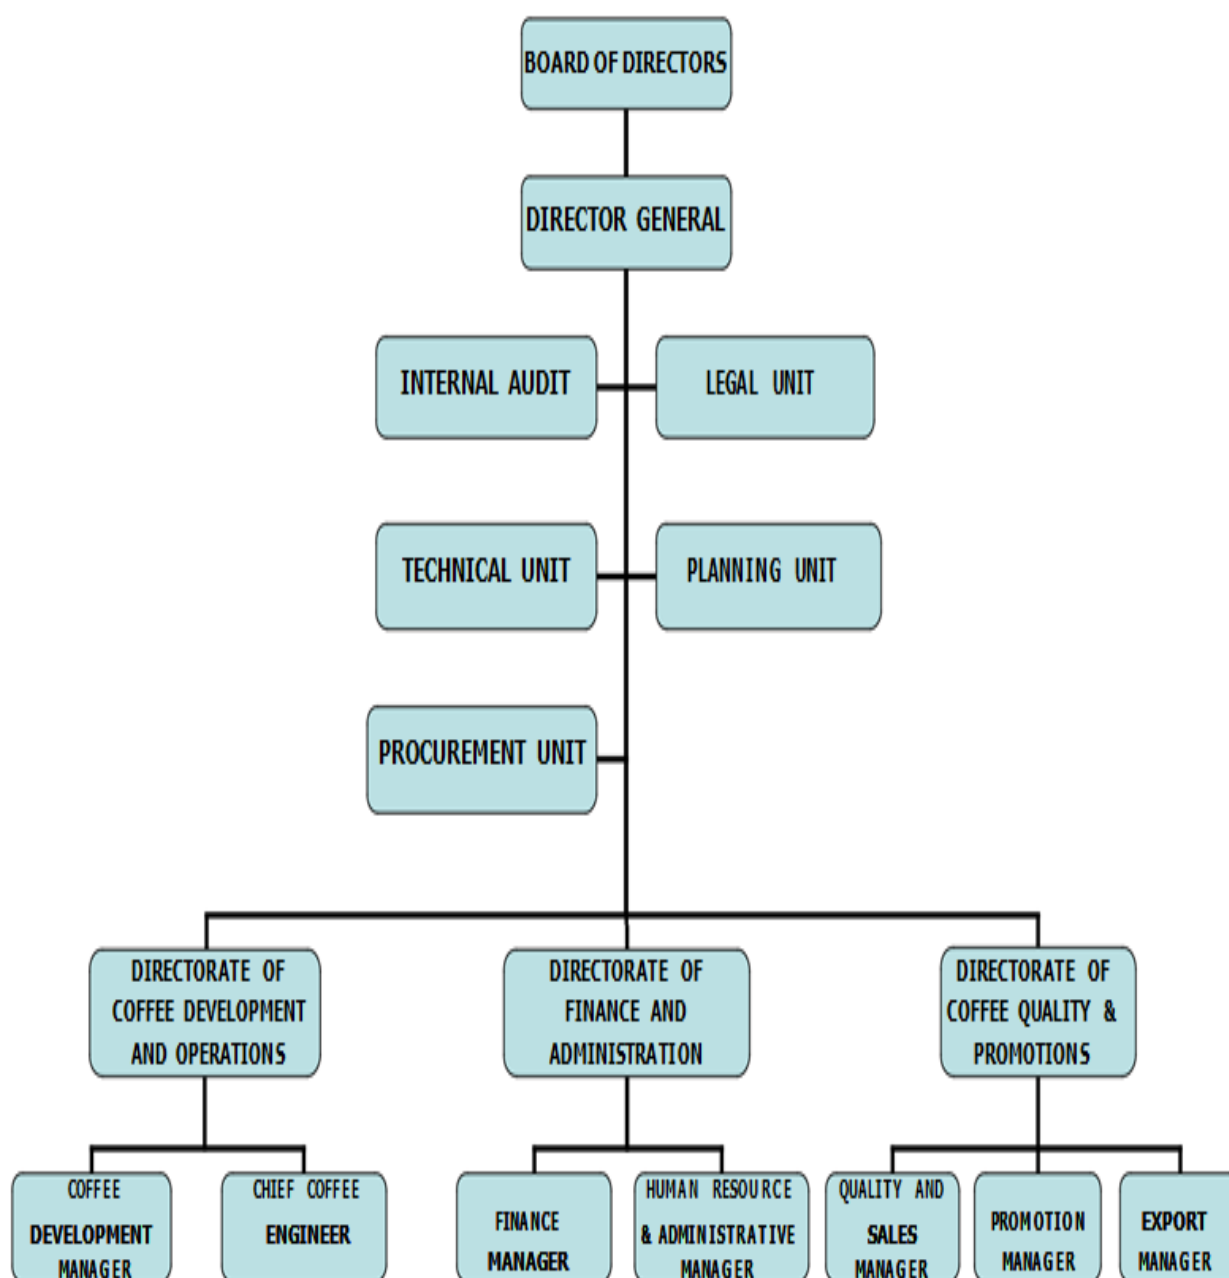 BOARD OF DIRECTORS
DIRECTOR GENERAL
INTERNAL AUDIT
LEGAL UNIT
TECHNICAL UNIT
PLANNING UNIT
PROCUREMENT UNIT
DIRECTORATE OF
COFFEE DEVELOPMENT
AND OPERATIONS
DIRECTORATE OF
FINANCE AND
ADMINISTRATION
DIRECTORATE OF
COFFEE QUALITY &
PROMOTIONS
COFFEE
DEVELOPMENT
MANAGER
CHIEF COFFEE
ENGINEER
FINANCE
MANAGER
HUMAN RESOURCE
& ADMINISTRATIVE
MANAGER
QUALITY AND
SALES
MANAGER
PROMOTION
MANAGER
EXPORT
MANAGER